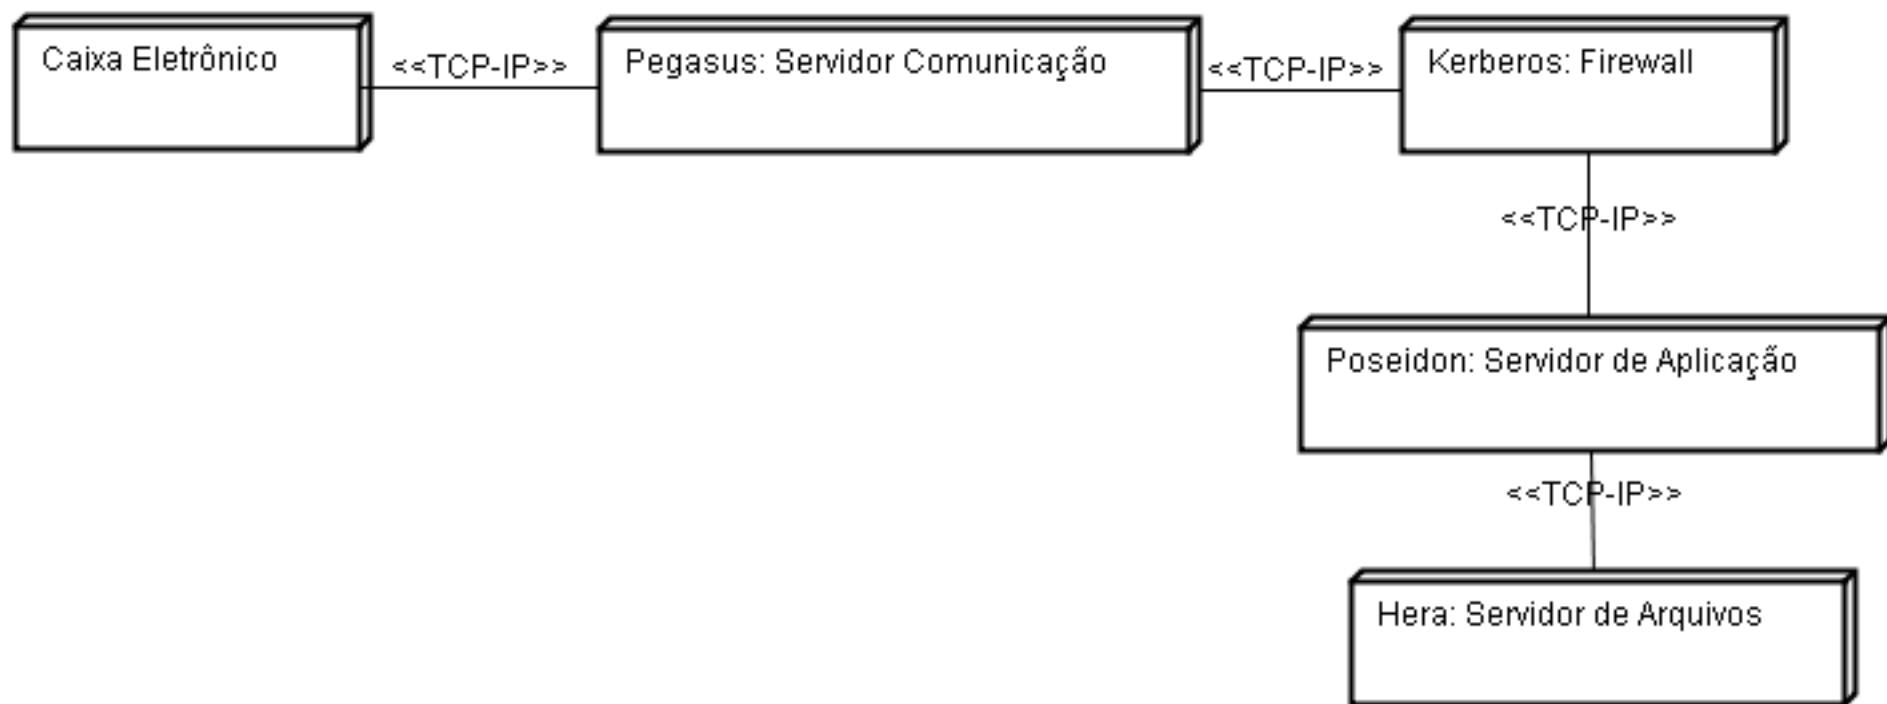 Caixa Eletrônico
<<TCP-IP>>
Pegasus: Servidor Comunicação
<<TCP-IP>>
Kerberos: Firewall
<<TCP-IP>>
Poseidon: Servidor de Aplicação
<<TCP-IP>>
Hera: Servidor de Arquivos